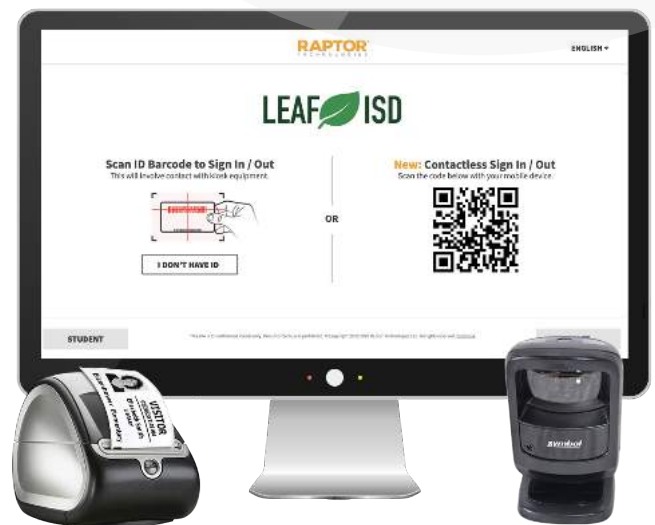 RAPTOR
TECHNOLOGIES
ENGLISH
LEAF ISD
Scan ID Barcode to Sign In / Out
This will involve contact with kiosk equipment.
I DON'T HAVE ID
OR
New: Contactless Sign In / Out
Scan the code below with your mobile device.
STUDENT
VISITOR
symbol